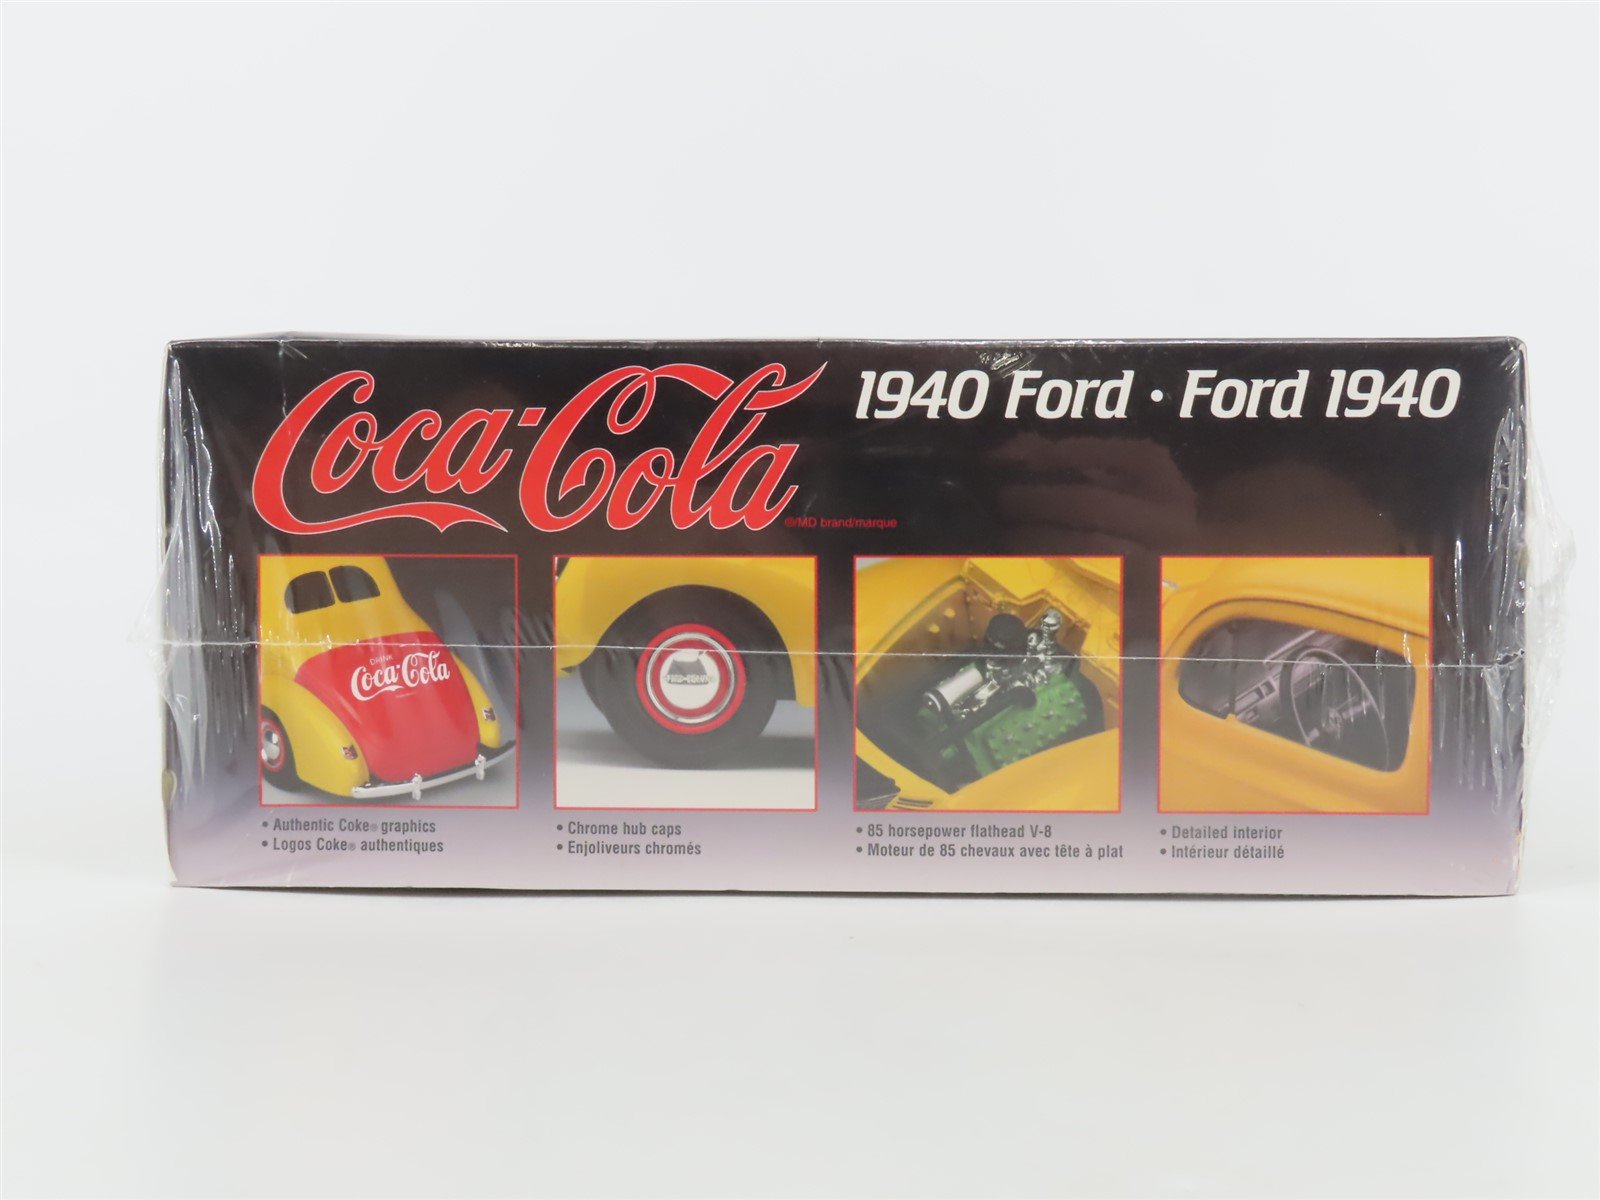 Coca-Cola
®/MD brand/marque
1940 Ford • Ford 1940
DRINK
Coca-Cola
• Authentic Coke® graphics
• Logos Coke® authentiques
• Chrome hub caps
• Enjoliveurs chromés
• 85 horsepower flathead V-8
• Moteur de 85 chevaux avec tête à plat
• Detailed interior
• Intérieur détaillé